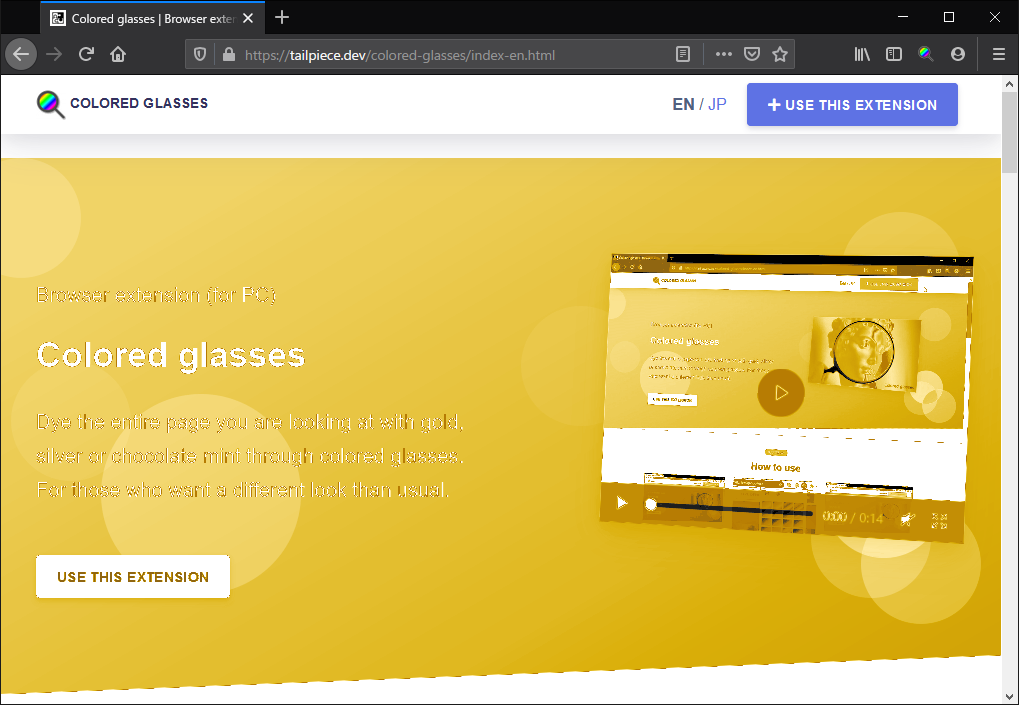 Colored glasses | Browser exten
https://tailpiece.dev/colored-glasses/index-en.html
COLORED GLASSES
EN / JP
+ USE THIS EXTENSION
Browser extension (for PC)
Colored glasses
Dye the entire page you are looking at with gold,
silver or chocolate mint through colored glasses.
For those who want a different look than usual.
USE THIS EXTENSION
COLORED GLASSES
Colored glasses
USE THIS EXTENSION
How to use
0:00 / 0:14